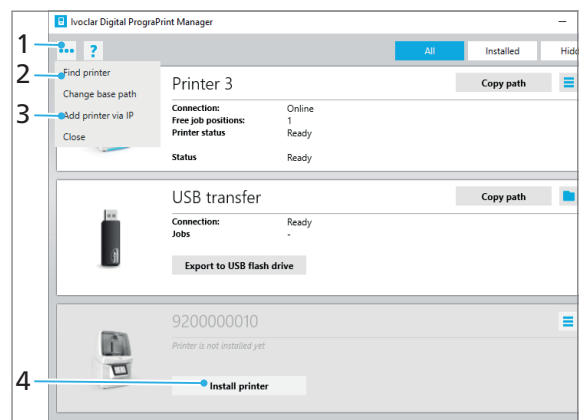 Ivoclar Digital PrograPrint Manager
1
... ?
All Installed Hidd
2
Find printer
Change base path
3
Add printer via IP
Close
Printer 3
Copy path
Connection: Online
Free job positions: 1
Printer status Ready
Status Ready
USB transfer
Copy path
Connection: Ready
Jobs -
Export to USB flash drive
9200000010
Printer is not installed yet
4
Install printer